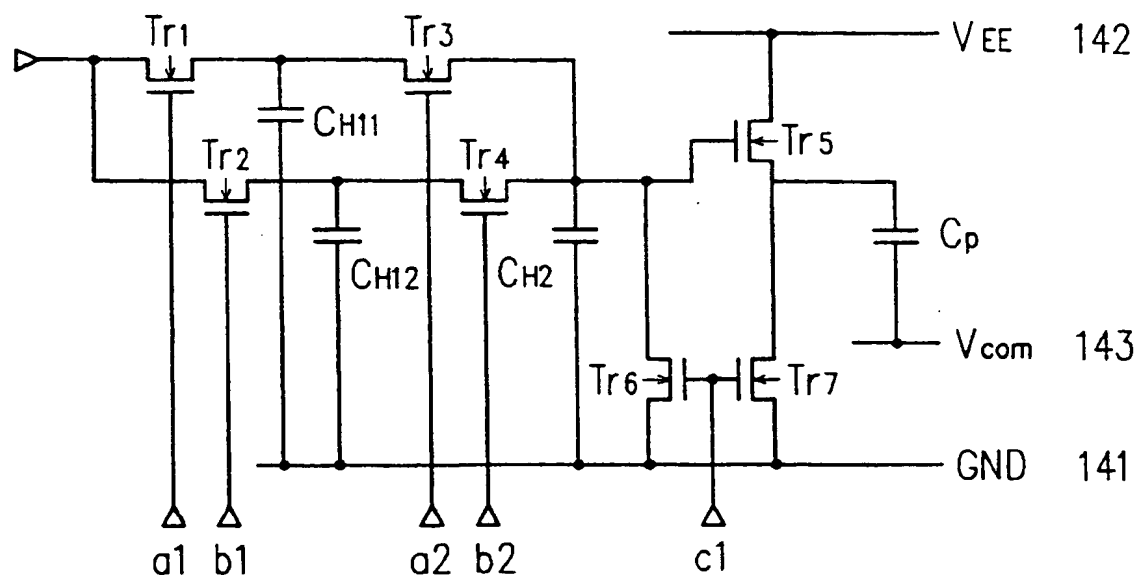 Tr1
Tr3
VEE 142
CH11
Tr5
Tr2
Tr4
Cp
CH12
CH2
Vcom 143
Tr6
Tr7
GND 141
a1
b1
a2
b2
c1